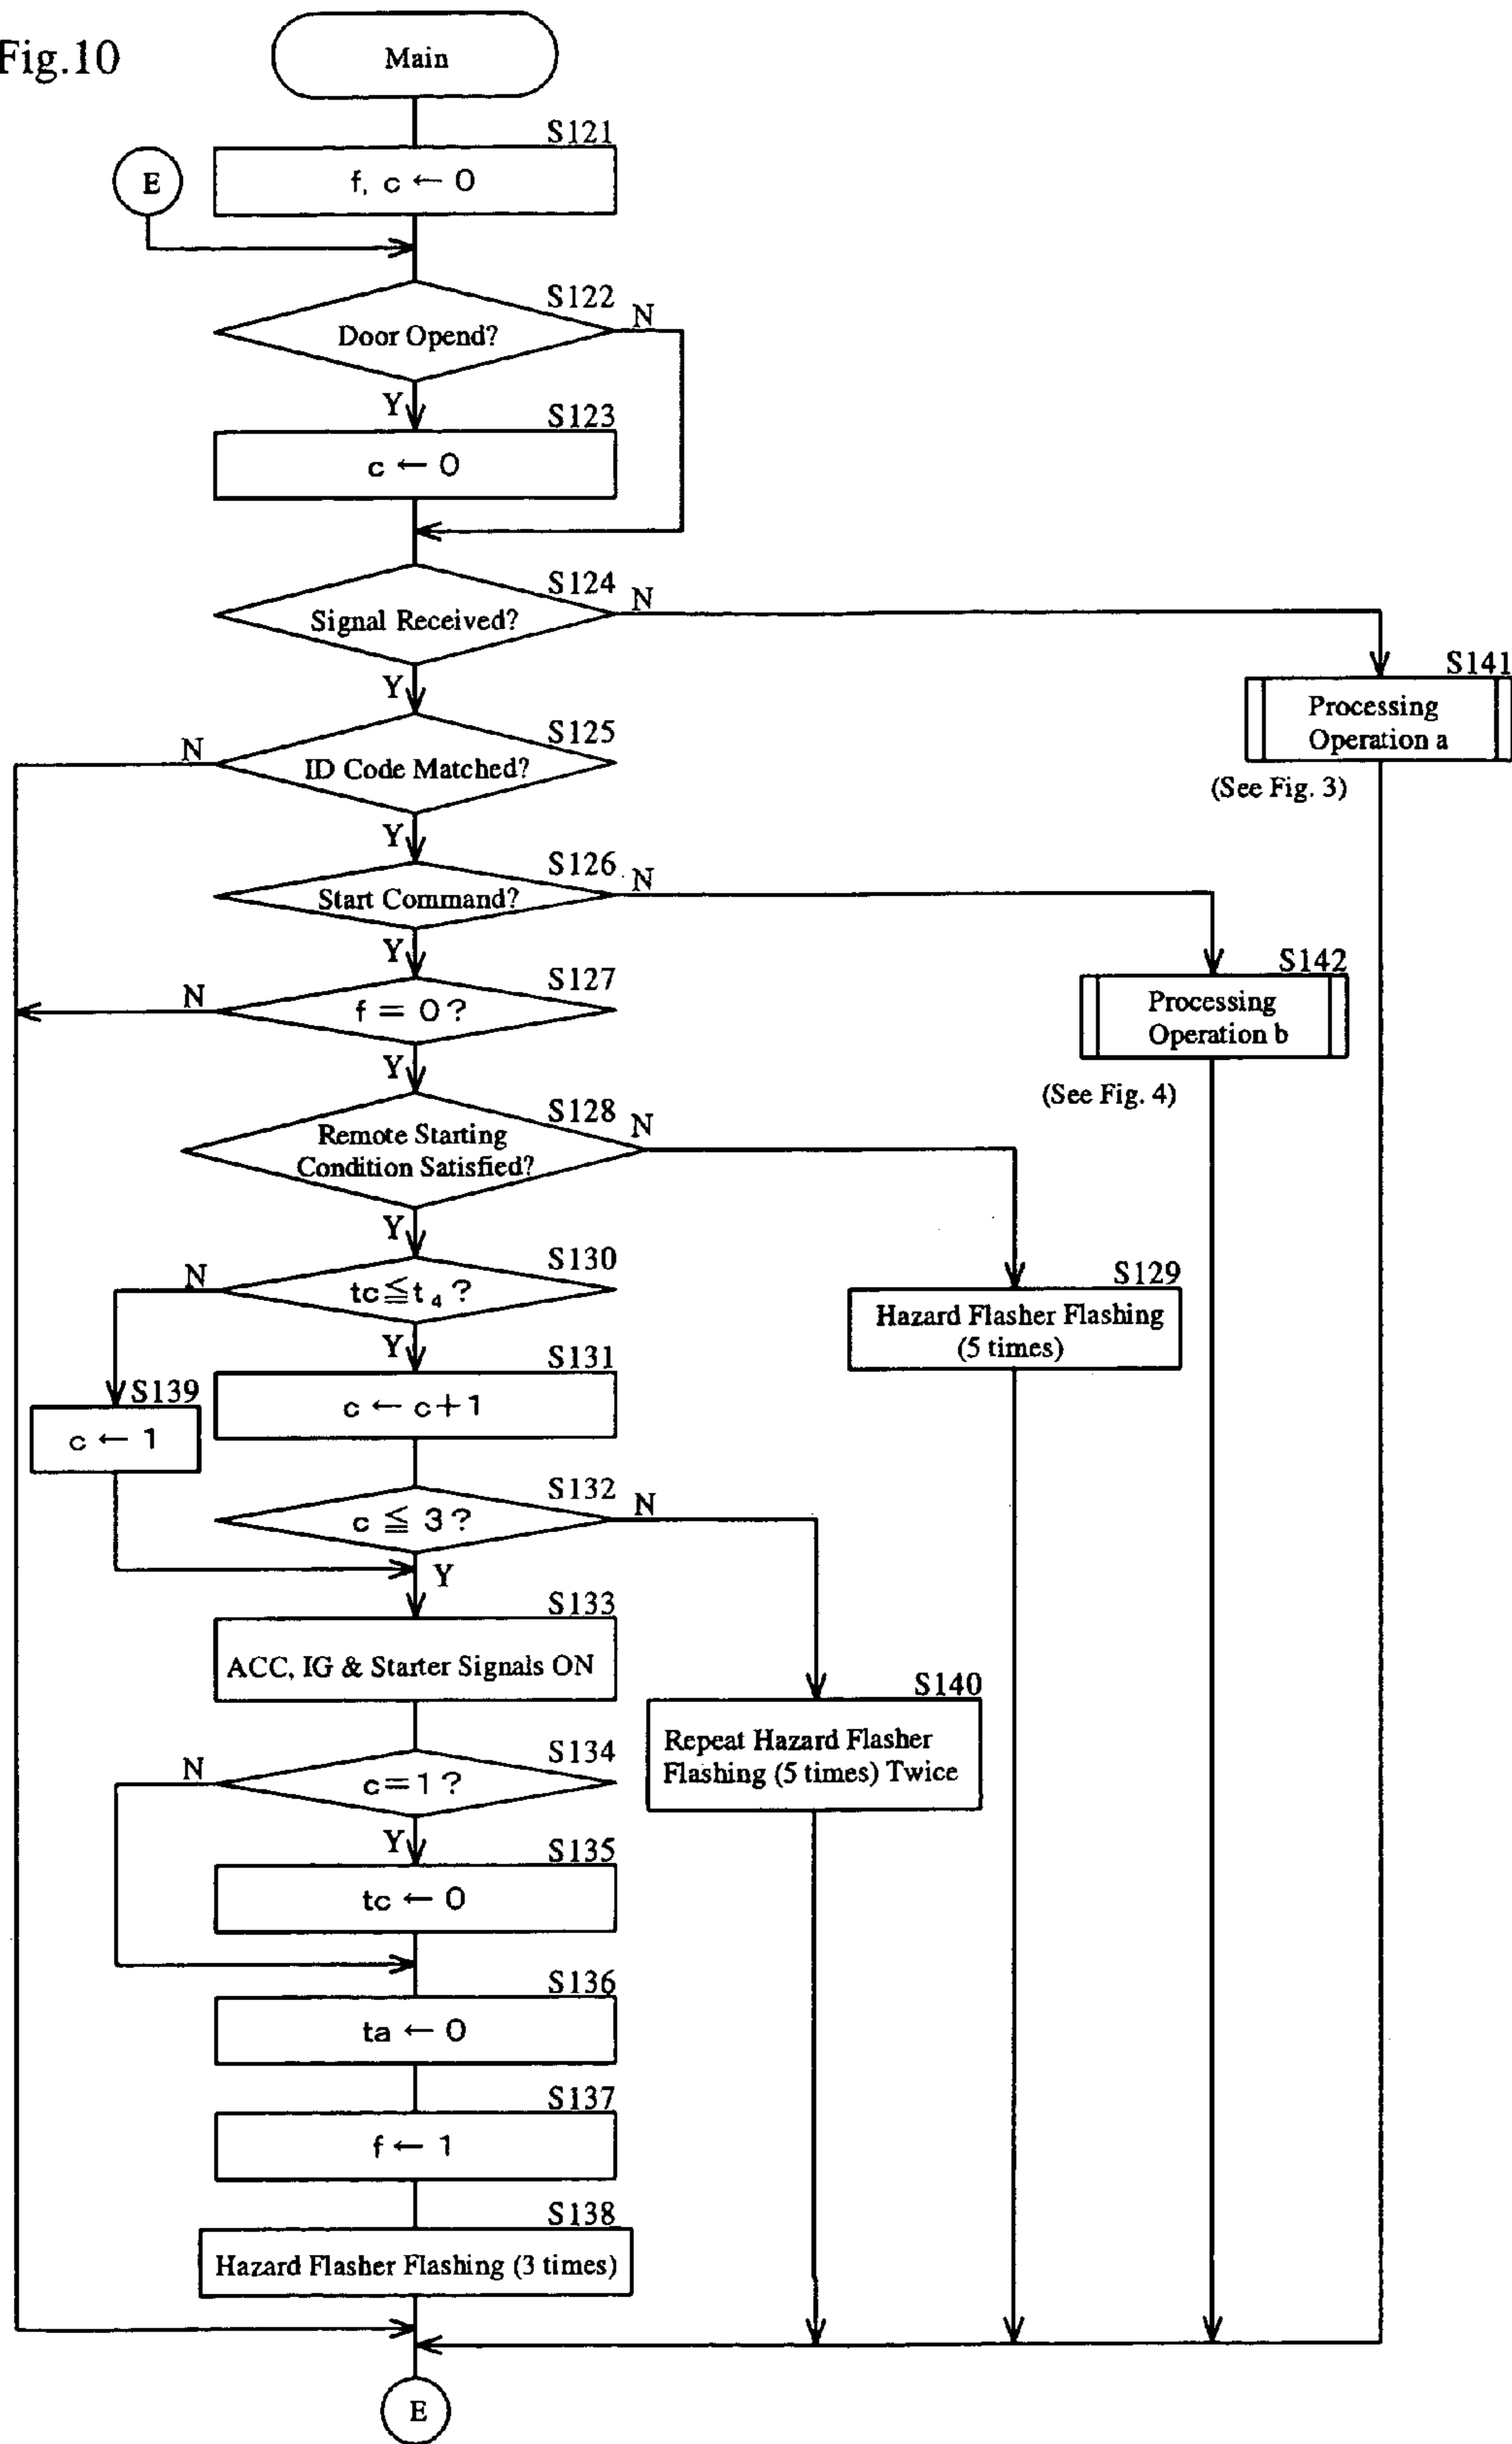 Fig.10
Main
S121
E
f, c ← 0
S122
N
Door Opend?
Y
S123
c ← 0
S124
N
Signal Received?
S141
Y
Processing
Operation a
S125
N
ID Code Matched?
(See Fig. 3)
Y
S126
N
Start Command?
Y
S142
S127
N
f = 0 ?
Processing
Operation b
Y
(See Fig. 4)
S128
N
Remote Starting
Condition Satisfied?
Y
S130
N
tc ≦ t₄ ?
S129
Hazard Flasher Flashing
(5 times)
Y
S131
S139
c ← c+1
c ← 1
S132
N
c ≦ 3 ?
Y
S133
ACC, IG & Starter Signals ON
S140
Repeat Hazard Flasher
Flashing (5 times) Twice
S134
N
c=1 ?
Y
S135
tc ← 0
S136
ta ← 0
S137
f ← 1
S138
Hazard Flasher Flashing (3 times)
E